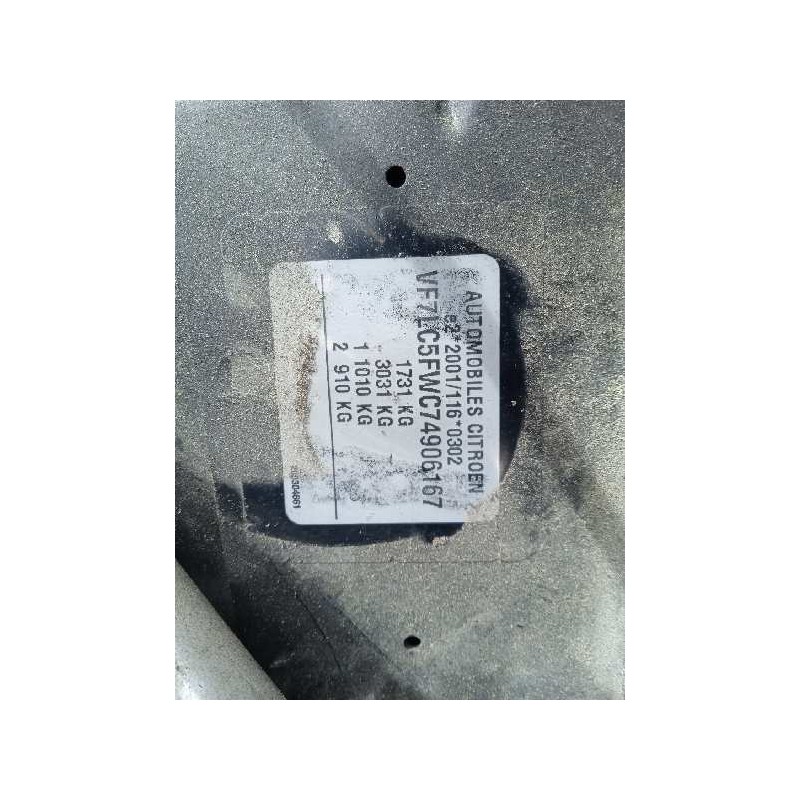 AUTOMOBILES CITROEN
e2*2001/116*0302
VF7LC5FWC74906167
1731 KG
3031 KG
1 1010 KG
2 910 KG